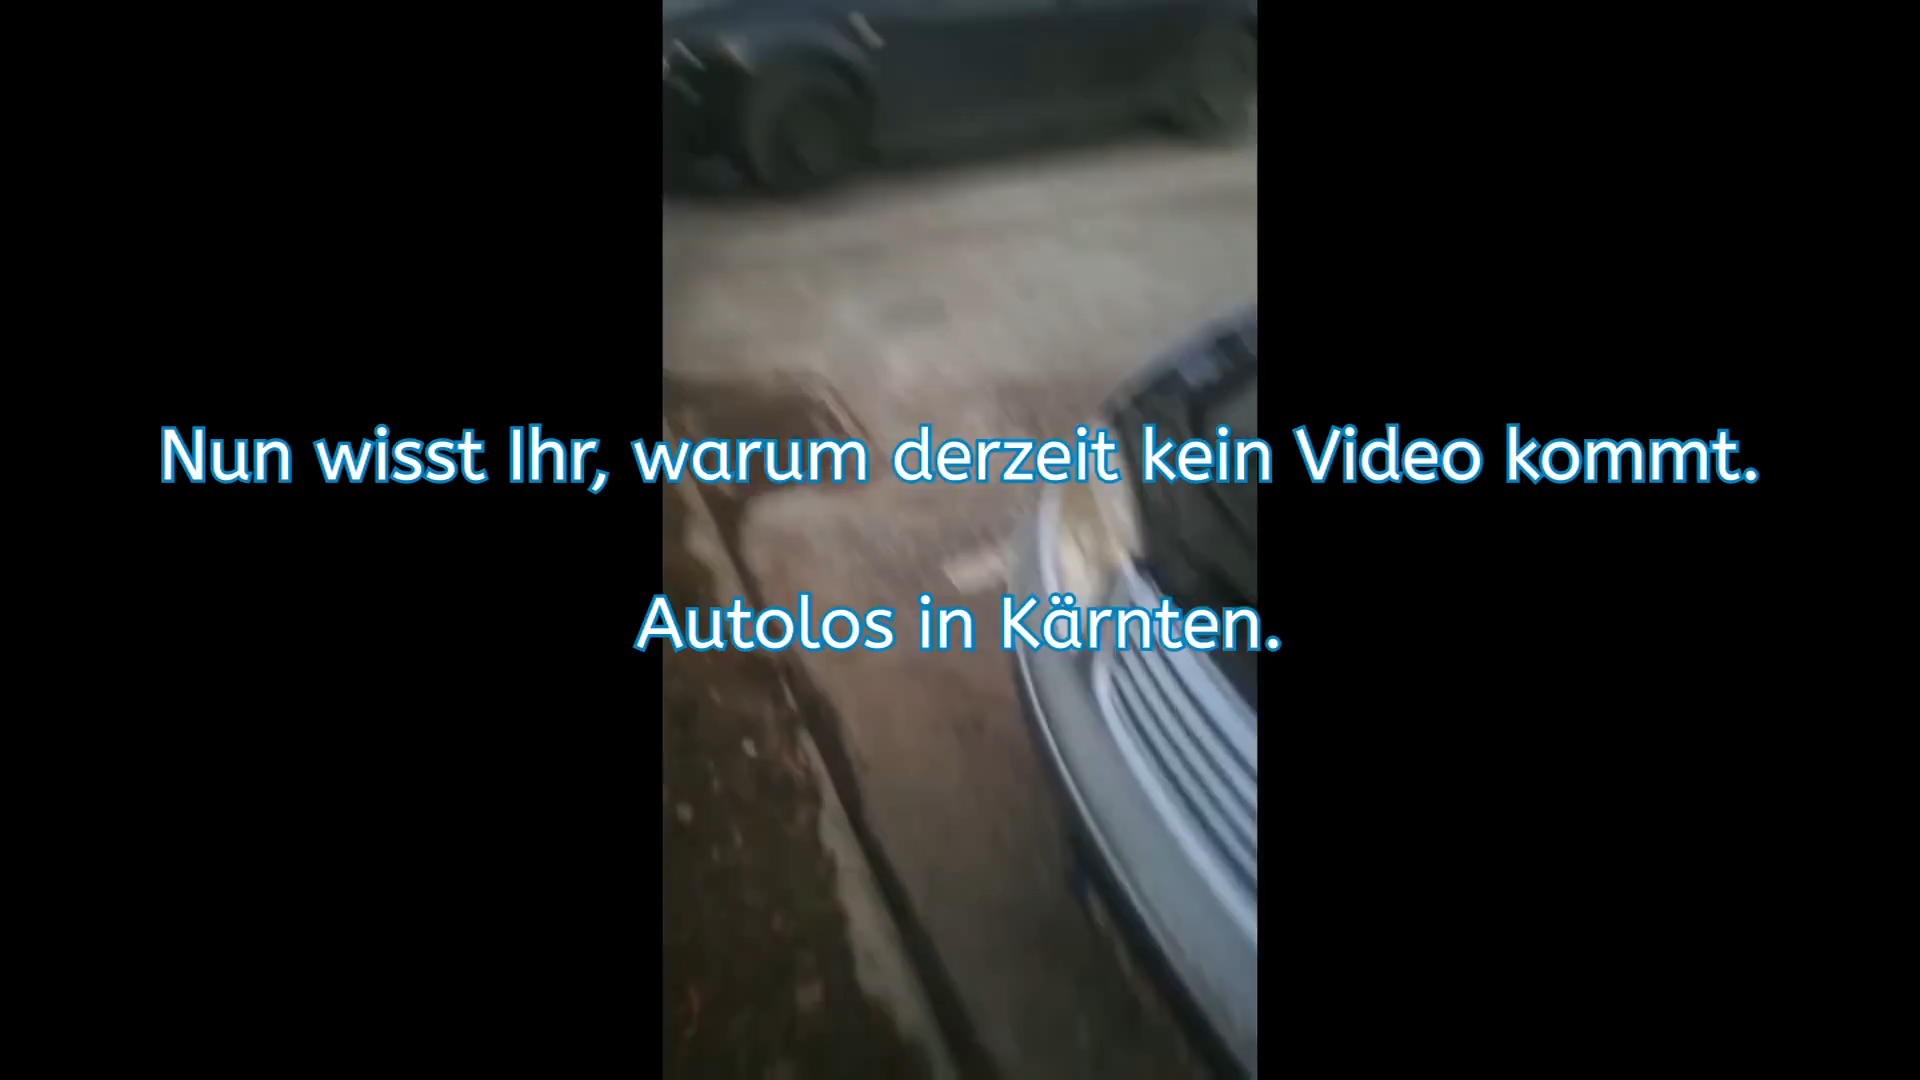 Nun wisst Ihr, warum derzeit kein Video kommt.
Autolos in Kärnten.